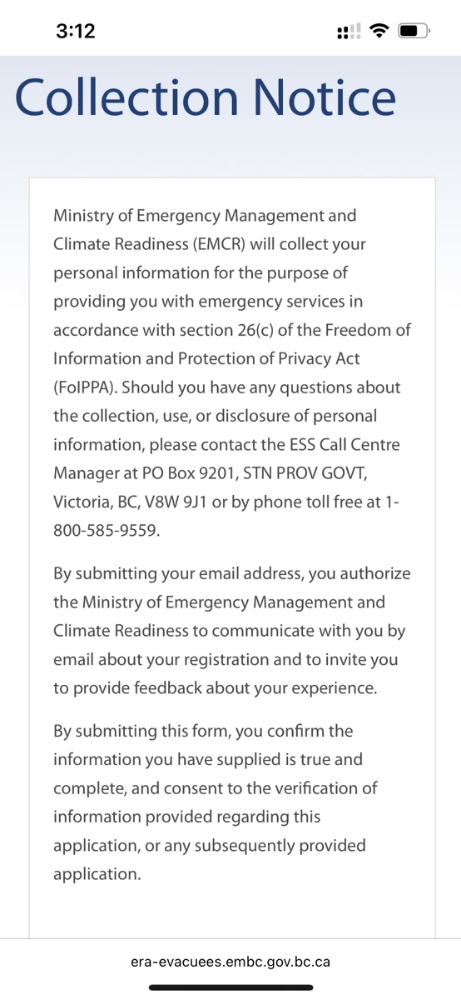 3:12
Collection Notice
Ministry of Emergency Management and
Climate Readiness (EMCR) will collect your
personal information for the purpose of
providing you with emergency services in
accordance with section 26(c) of the Freedom of
Information and Protection of Privacy Act
(FoIPPA). Should you have any questions about
the collection, use, or disclosure of personal
information, please contact the ESS Call Centre
Manager at PO Box 9201, STN PROV GOVT,
Victoria, BC, V8W 9J1 or by phone toll free at 1-
800-585-9559.
By submitting your email address, you authorize
the Ministry of Emergency Management and
Climate Readiness to communicate with you by
email about your registration and to invite you
to provide feedback about your experience.
By submitting this form, you confirm the
information you have supplied is true and
complete, and consent to the verification of
information provided regarding this
application, or any subsequently provided
application.
era-evacuees.embc.gov.bc.ca